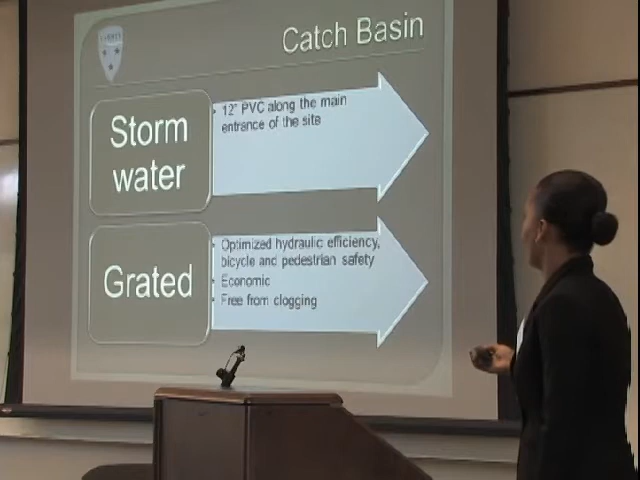 Catch Basin
Storm
water
• 12" PVC along the main
entrance of the site
Grated
• Optimized hydraulic efficiency,
bicycle and pedestrian safety
• Economic
• Free from clogging